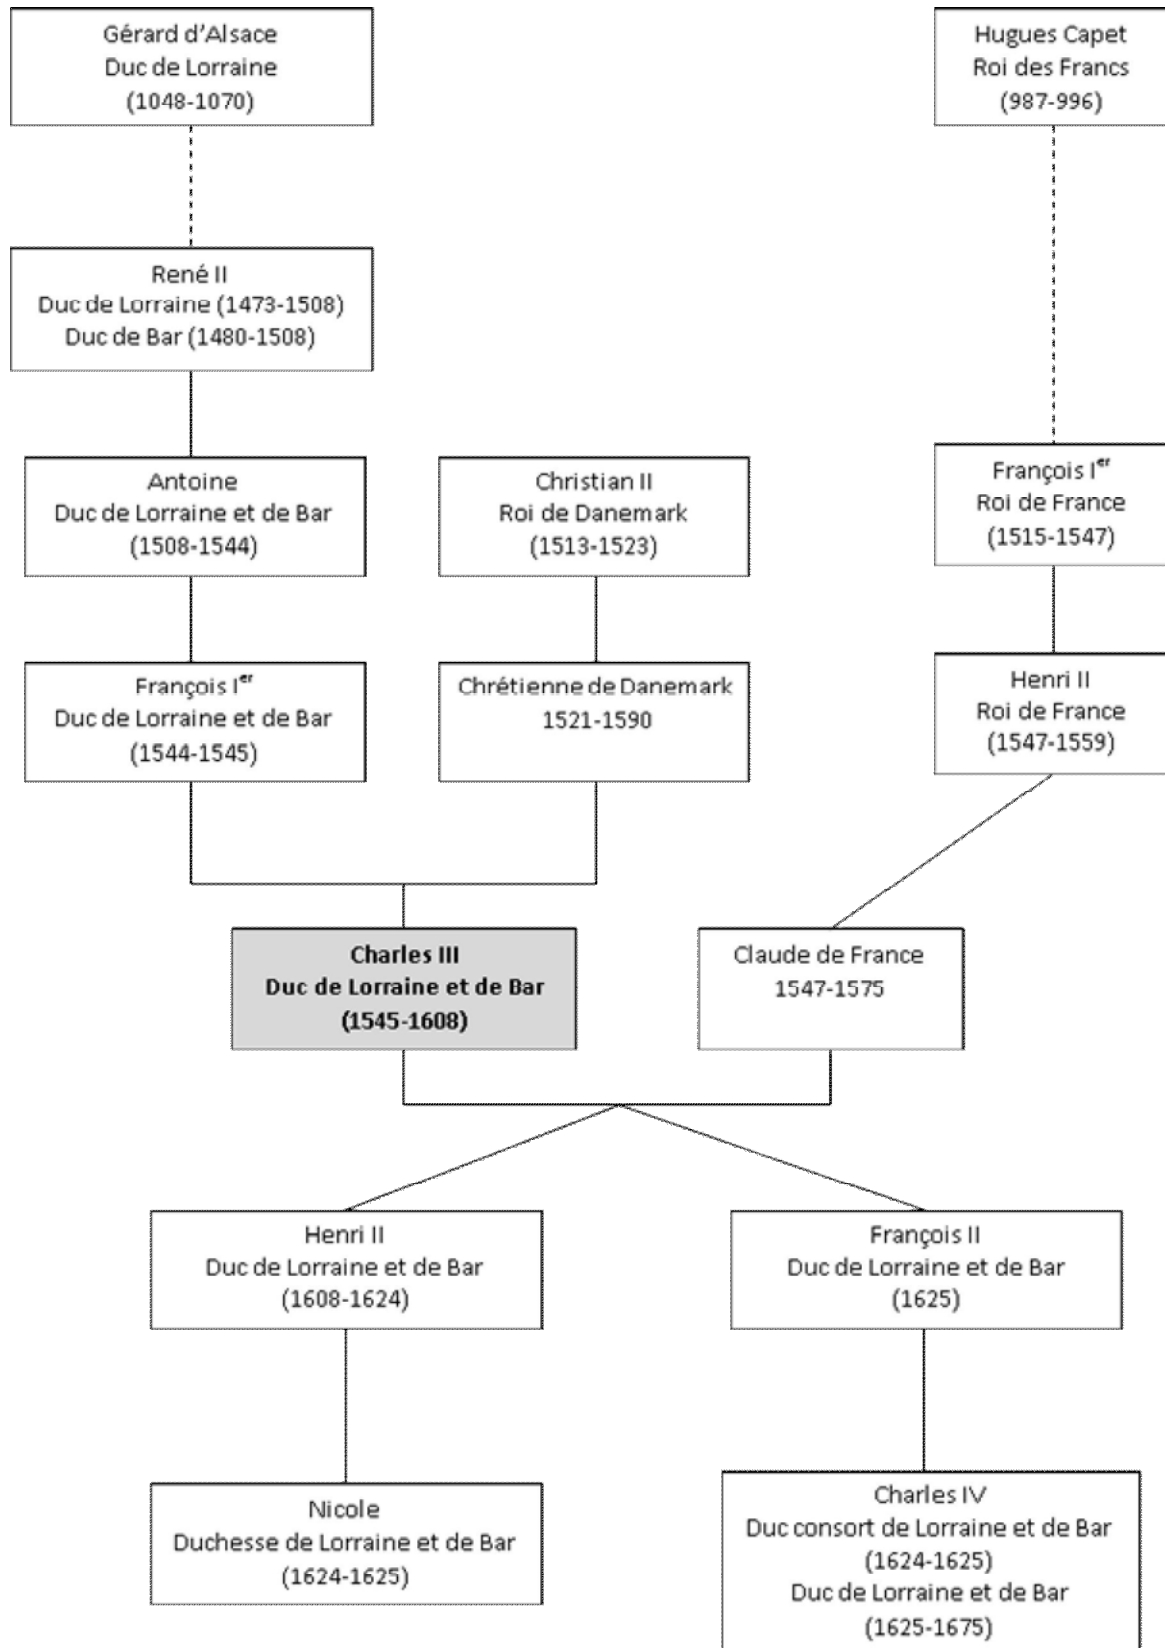 Gérard d'Alsace
Duc de Lorraine
(1048-1070)
Hugues Capet
Roi des Francs
(987-996)
René II
Duc de Lorraine (1473-1508)
Duc de Bar (1480-1508)
Antoine
Duc de Lorraine et de Bar
(1508-1544)
Christian II
Roi de Danemark
(1513-1523)
François Ier
Roi de France
(1515-1547)
François Ier
Duc de Lorraine et de Bar
(1544-1545)
Chrétienne de Danemark
1521-1590
Henri II
Roi de France
(1547-1559)
Charles III
Duc de Lorraine et de Bar
(1545-1608)
Claude de France
1547-1575
Henri II
Duc de Lorraine et de Bar
(1608-1624)
François II
Duc de Lorraine et de Bar
(1625)
Nicole
Duchesse de Lorraine et de Bar
(1624-1625)
Charles IV
Duc consort de Lorraine et de Bar
(1624-1625)
Duc de Lorraine et de Bar
(1625-1675)